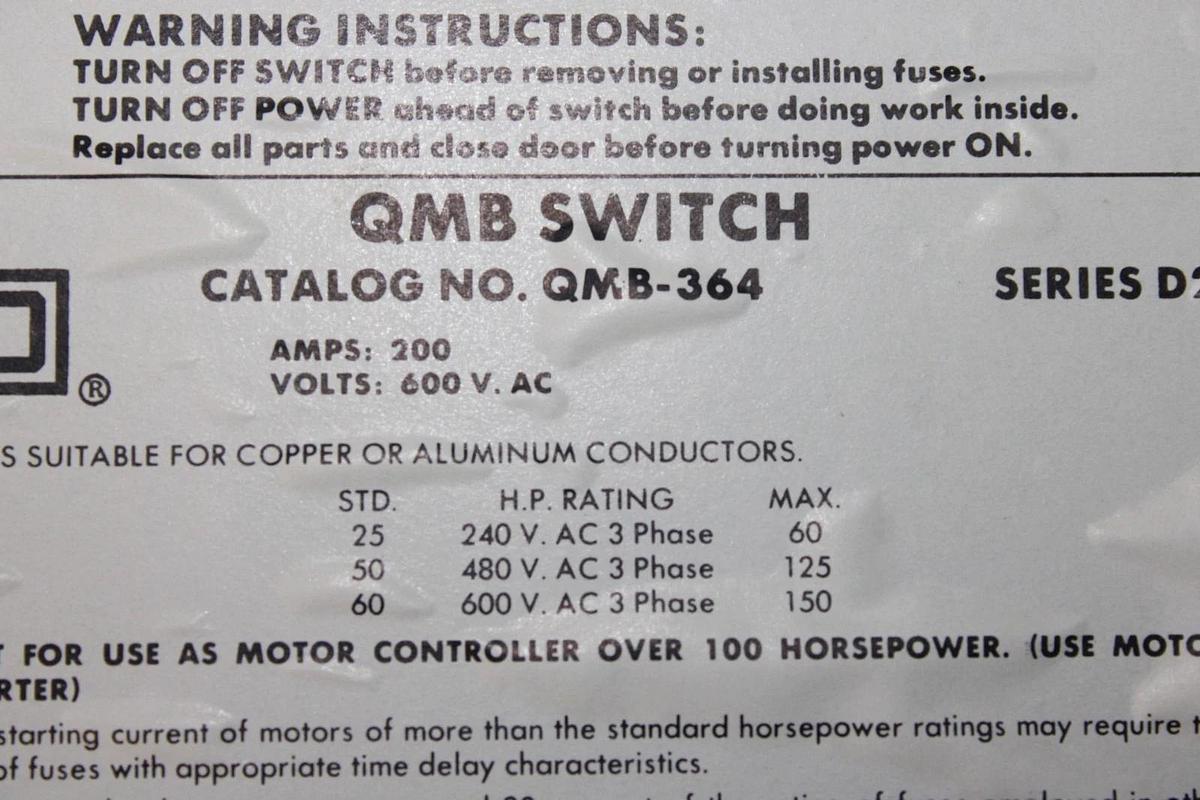 WARNING INSTRUCTIONS:
TURN OFF SWITCH before removing or installing fuses.
TURN OFF POWER ahead of switch before doing work inside.
Replace all parts and close door before turning power ON.
QMB SWITCH
CATALOG NO. QMB-364 SERIES D
®
AMPS: 200
VOLTS: 600 V. AC
S SUITABLE FOR COPPER OR ALUMINUM CONDUCTORS.
STD. H.P. RATING MAX.
25 240 V. AC 3 Phase 60
50 480 V. AC 3 Phase 125
60 600 V. AC 3 Phase 150
T FOR USE AS MOTOR CONTROLLER OVER 100 HORSEPOWER. (USE MOTO
RTER)
starting current of motors of more than the standard horsepower ratings may require t
of fuses with appropriate time delay characteristics.